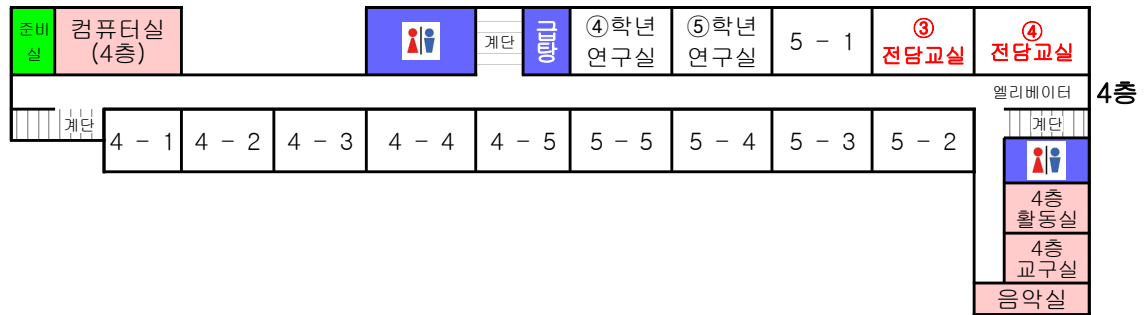 준비
실
컴퓨터실
(4층)
계단
급탕
④학년
연구실
⑤학년
연구실
5 - 1
③
전담교실
④
전담교실
엘리베이터
4층
계단
4 - 1
4 - 2
4 - 3
4 - 4
4 - 5
5 - 5
5 - 4
5 - 3
5 - 2
계단
4층
활동실
4층
교구실
음악실